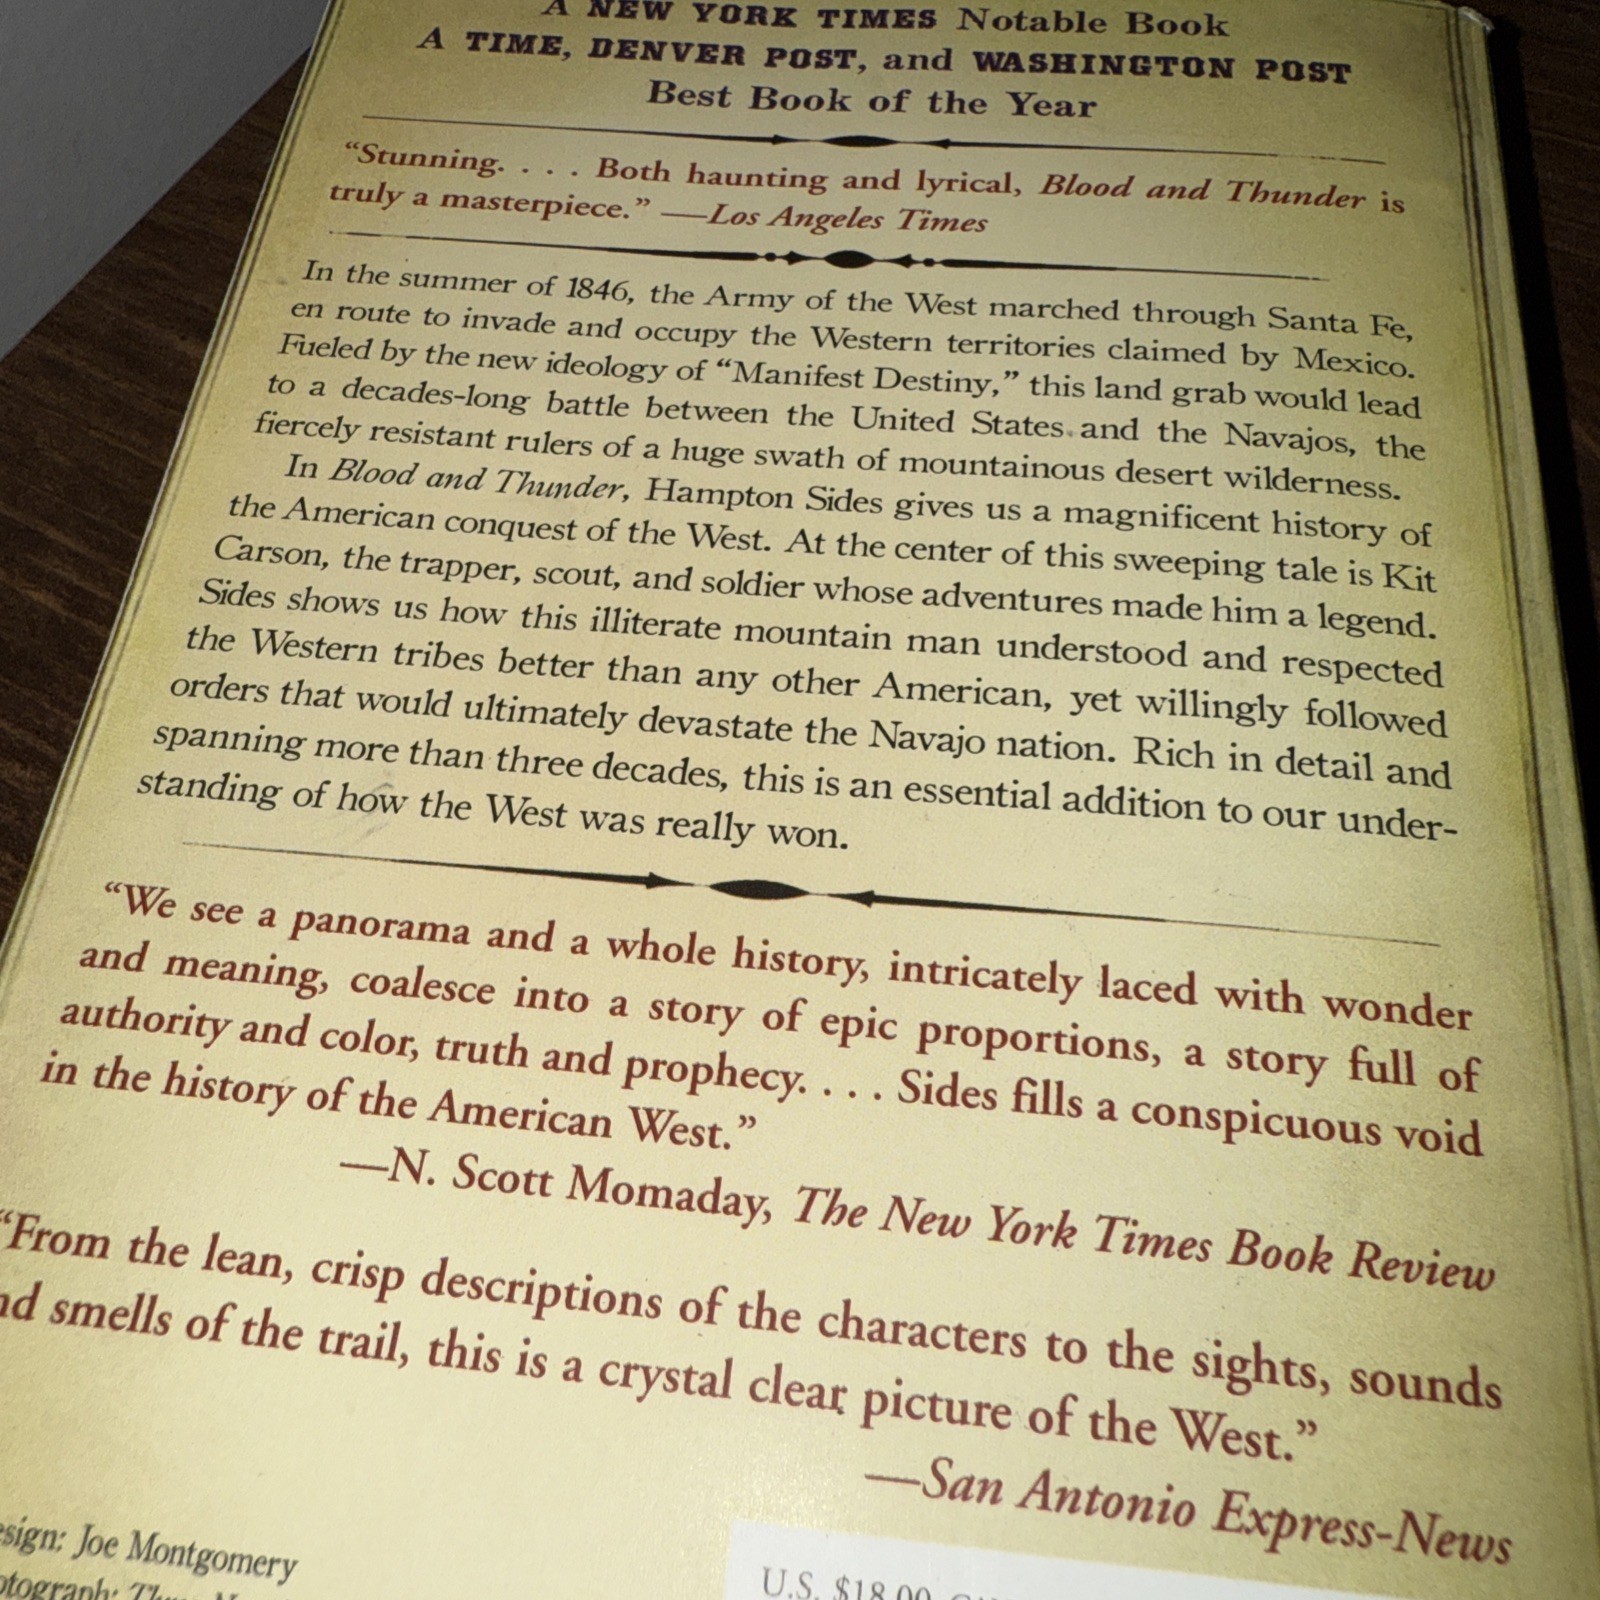 A NEW YORK TIMES Notable Book
A TIME, DENVER POST, and WASHINGTON POST
Best Book of the Year
“Stunning. . . . Both haunting and lyrical, Blood and Thunder is
truly a masterpiece.” —Los Angeles Times
In the summer of 1846, the Army of the West marched through Santa Fe,
en route to invade and occupy the Western territories claimed by Mexico.
Fueled by the new ideology of “Manifest Destiny,” this land grab would lead
to a decades-long battle between the United States and the Navajos, the
fiercely resistant rulers of a huge swath of mountainous desert wilderness.
In Blood and Thunder, Hampton Sides gives us a magnificent history of
the American conquest of the West. At the center of this sweeping tale is Kit
Carson, the trapper, scout, and soldier whose adventures made him a legend.
Sides shows us how this illiterate mountain man understood and respected
the Western tribes better than any other American, yet willingly followed
orders that would ultimately devastate the Navajo nation. Rich in detail and
spanning more than three decades, this is an essential addition to our under-
standing of how the West was really won.
“We see a panorama and a whole history, intricately laced with wonder
and meaning, coalesce into a story of epic proportions, a story full of
authority and color, truth and prophecy. . . . Sides fills a conspicuous void
in the history of the American West.”
—N. Scott Momaday, The New York Times Book Review
“From the lean, crisp descriptions of the characters to the sights, sounds
nd smells of the trail, this is a crystal clear picture of the West.”
—San Antonio Express-News
esign: Joe Montgomery
otograph:
U.S. $18.00